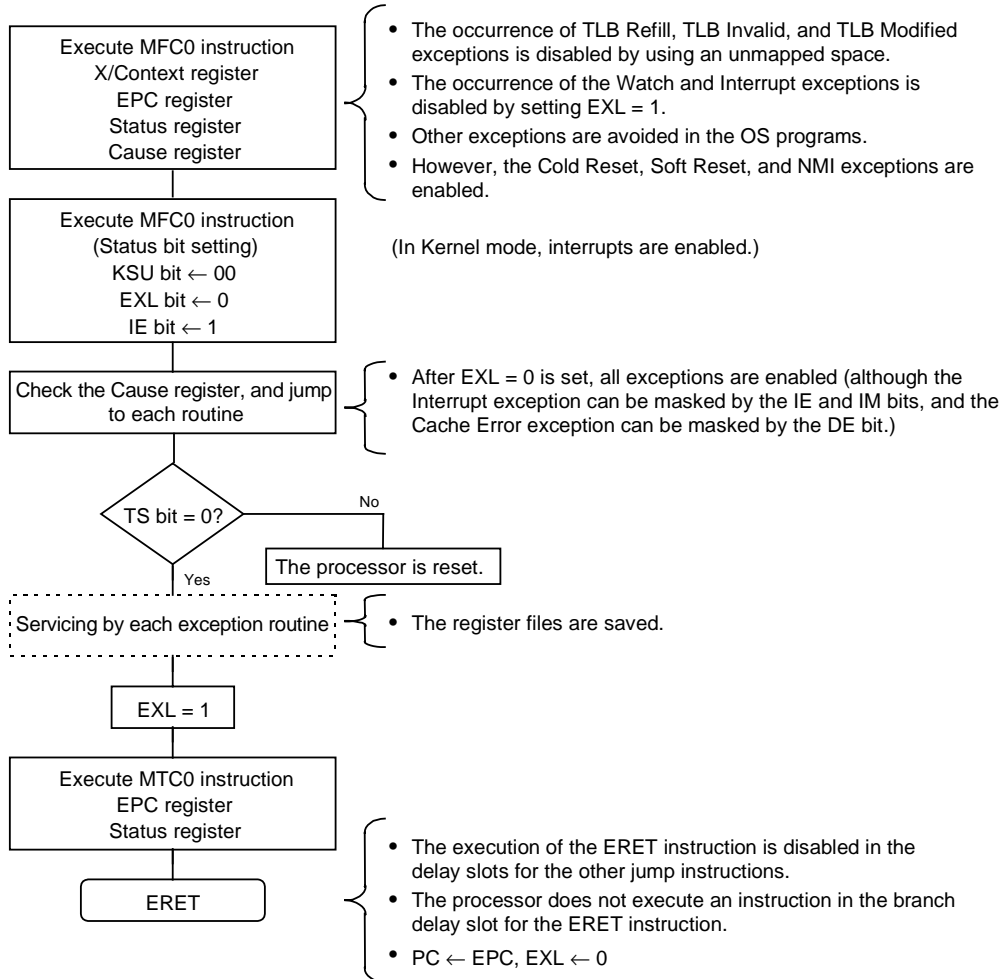 Execute MFC0 instruction
X/Context register
EPC register
Status register
Cause register
• The occurrence of TLB Refill, TLB Invalid, and TLB Modified
exceptions is disabled by using an unmapped space.
• The occurrence of the Watch and Interrupt exceptions is
disabled by setting EXL = 1.
• Other exceptions are avoided in the OS programs.
• However, the Cold Reset, Soft Reset, and NMI exceptions are
enabled.
Execute MFC0 instruction
(Status bit setting)
KSU bit ← 00
EXL bit ← 0
IE bit ← 1
(In Kernel mode, interrupts are enabled.)
Check the Cause register, and jump
to each routine
• After EXL = 0 is set, all exceptions are enabled (although the
Interrupt exception can be masked by the IE and IM bits, and the
Cache Error exception can be masked by the DE bit.)
TS bit = 0?
No
The processor is reset.
Yes
Servicing by each exception routine
• The register files are saved.
EXL = 1
Execute MTC0 instruction
EPC register
Status register
ERET
• The execution of the ERET instruction is disabled in the
delay slots for the other jump instructions.
• The processor does not execute an instruction in the branch
delay slot for the ERET instruction.
• PC ← EPC, EXL ← 0